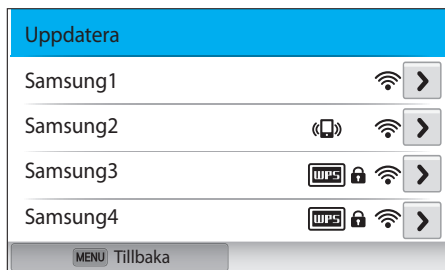 Uppdatera
Samsung1
Samsung2
Samsung3 WPS
Samsung4 WPS
MENU Tillbaka